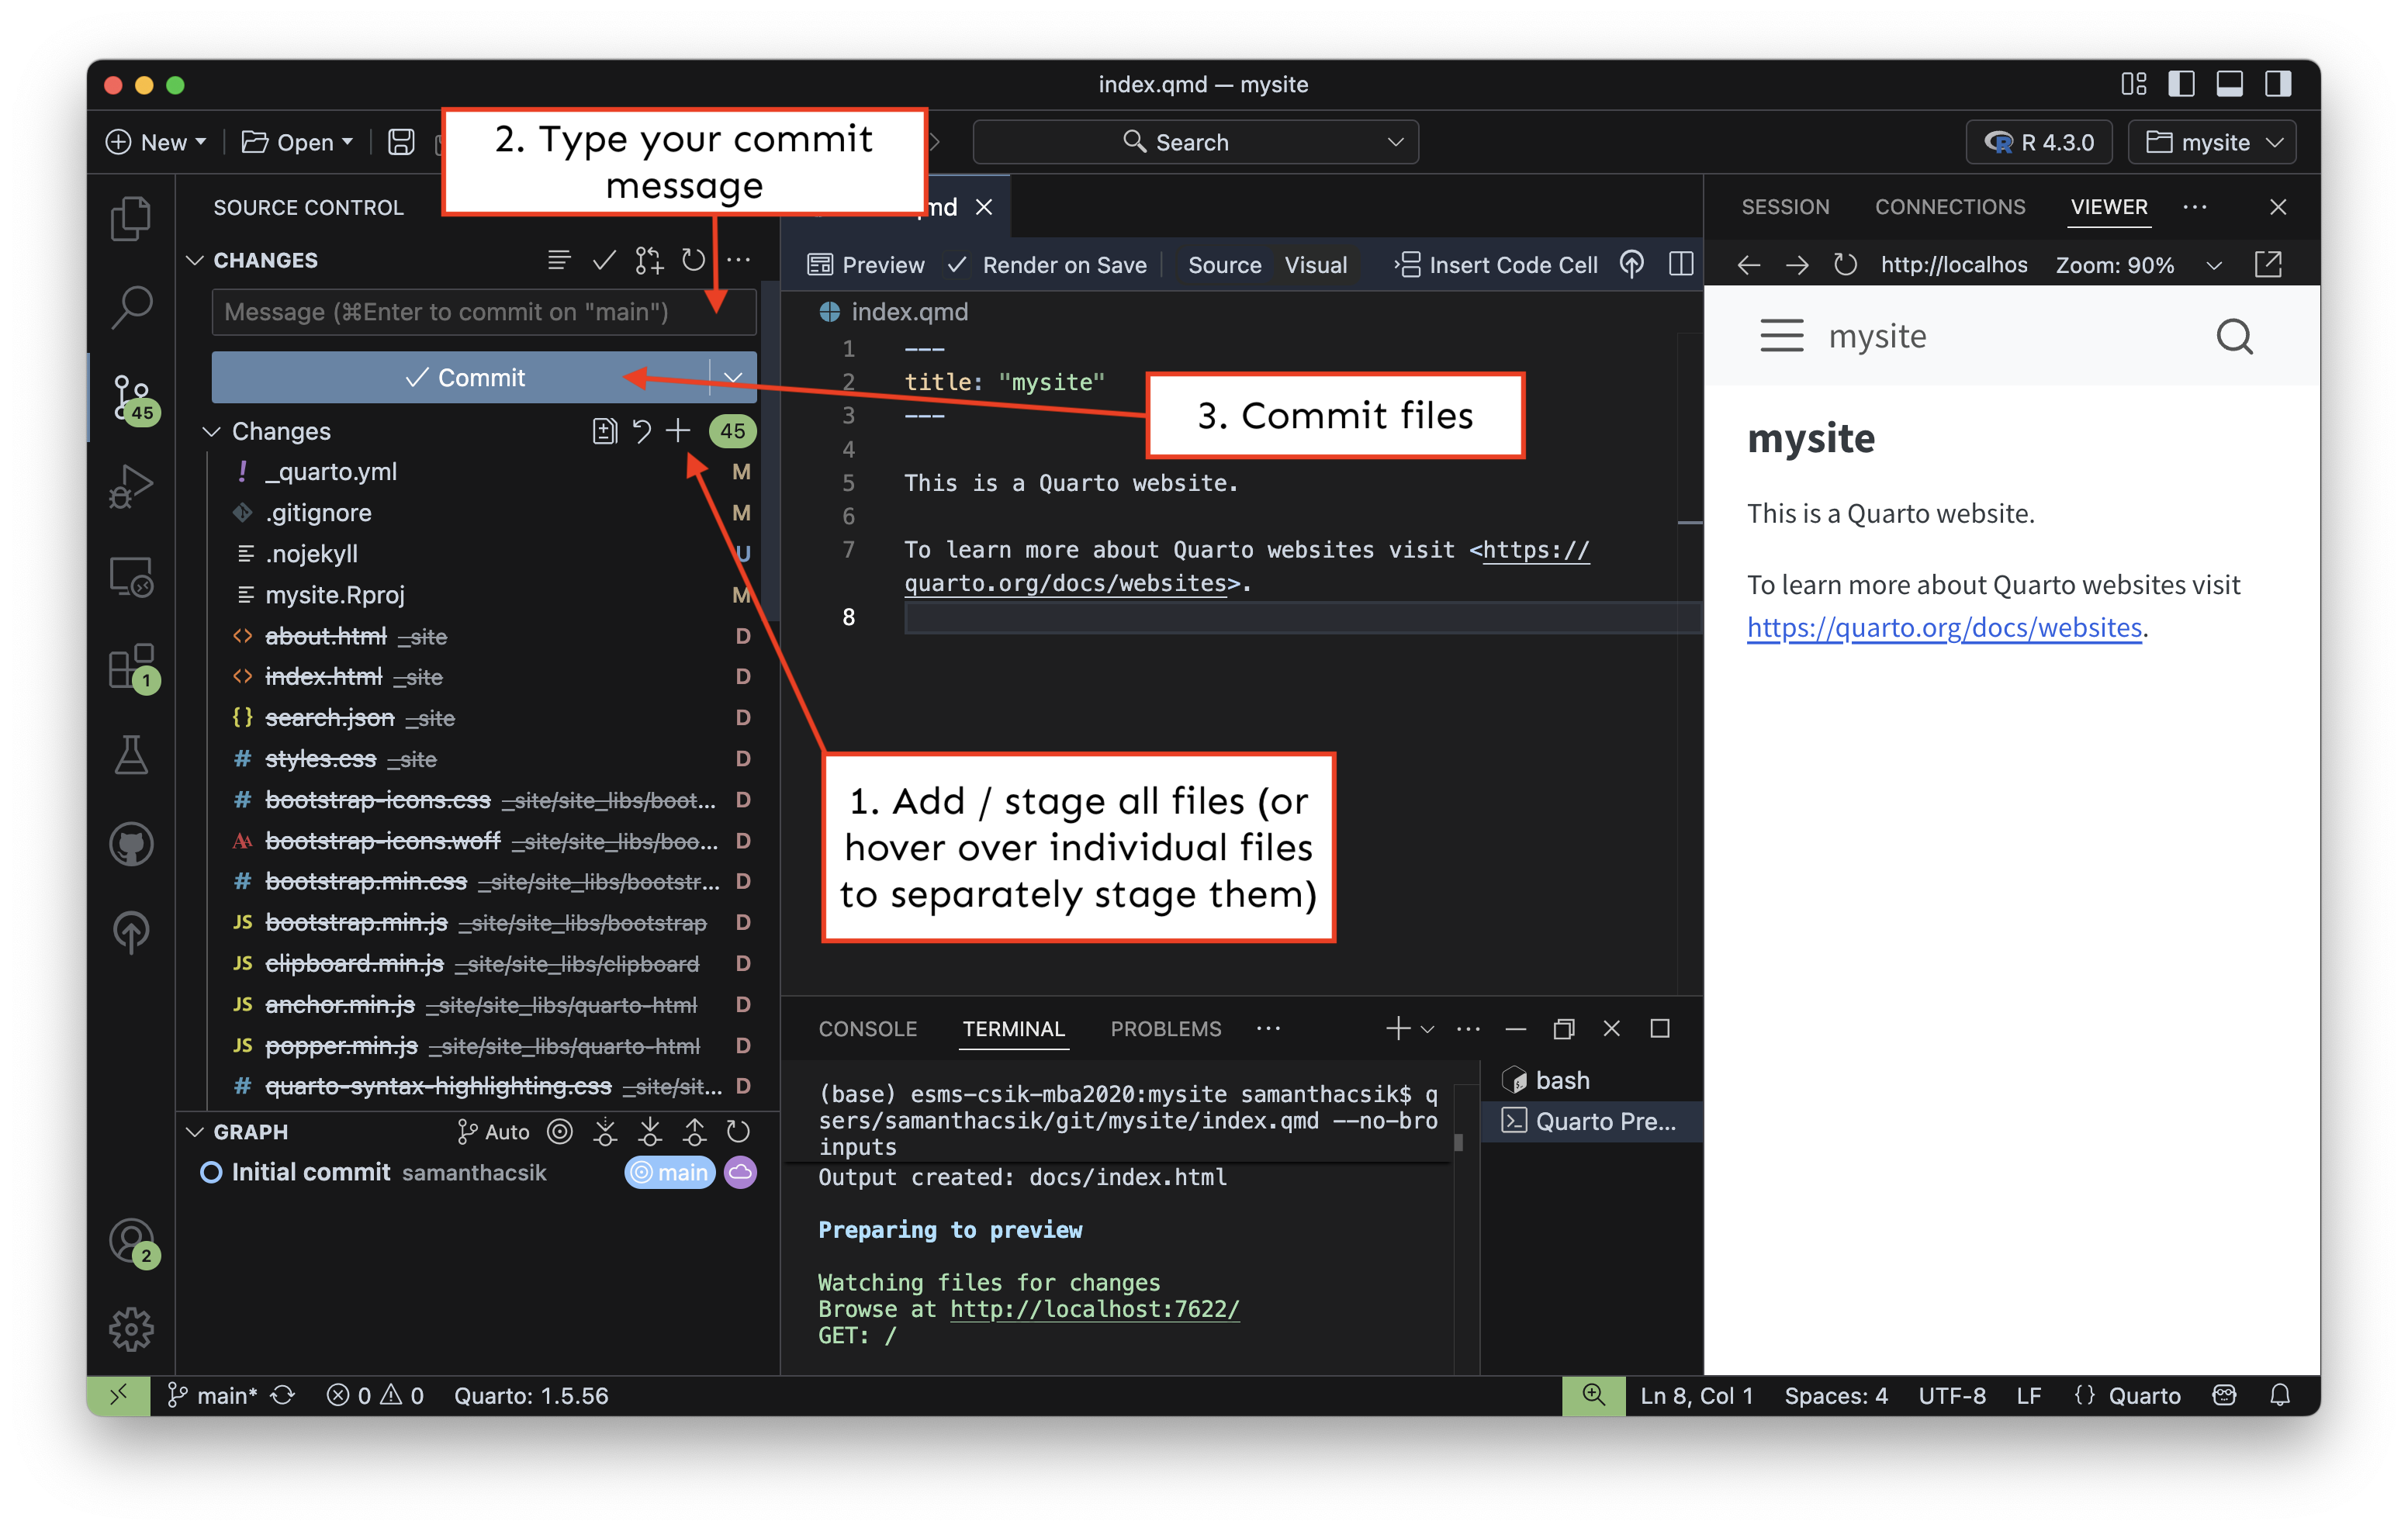 index.qmd — mysite
New
Open
2. Type your commit
message
Search
R 4.3.0
mysite
SOURCE CONTROL
CHANGES
Message (⌘Enter to commit on "main")
Commit
3. Commit files
Changes
45
45
_quarto.yml M
.gitignore M
.nojekyll U
mysite.Rproj M
about.html _site D
index.html _site D
search.json _site D
styles.css _site D
bootstrap-icons.css _site/site_libs/boot... D
bootstrap-icons.woff _site/site_libs/boo... D
bootstrap.min.css _site/site_libs/bootstr... D
bootstrap.min.js _site/site_libs/bootstrap D
clipboard.min.js _site/site_libs/clipboard D
anchor.min.js _site/site_libs/quarto-html D
popper.min.js _site/site_libs/quarto-html D
quarto-syntax-highlighting.css _site/sit... D
1
2
GRAPH
Auto
Initial commit samanthacsik
main
md
Preview
Render on Save
Source
Visual
Insert Code Cell
index.qmd
1 ---
2 title: "mysite"
3 ---
4
5 This is a Quarto website.
6
7 To learn more about Quarto websites visit <https://
quarto.org/docs/websites>.
8
1. Add / stage all files (or
hover over individual files
to separately stage them)
CONSOLE
TERMINAL
PROBLEMS
(base) esms-csik-mba2020:mysite samanthacsik$ q
sers/samanthacsik/git/mysite/index.qmd --no-bro
inputs
Output created: docs/index.html
Preparing to preview
Watching files for changes
Browse at http://localhost:7622/
GET: /
bash
Quarto Pre...
SESSION
CONNECTIONS
VIEWER
http://localhos
Zoom: 90%
mysite
mysite
This is a Quarto website.
To learn more about Quarto websites visit
https://quarto.org/docs/websites.
main*
0
0
Quarto: 1.5.56
Ln 8, Col 1
Spaces: 4
UTF-8
LF
{} Quarto